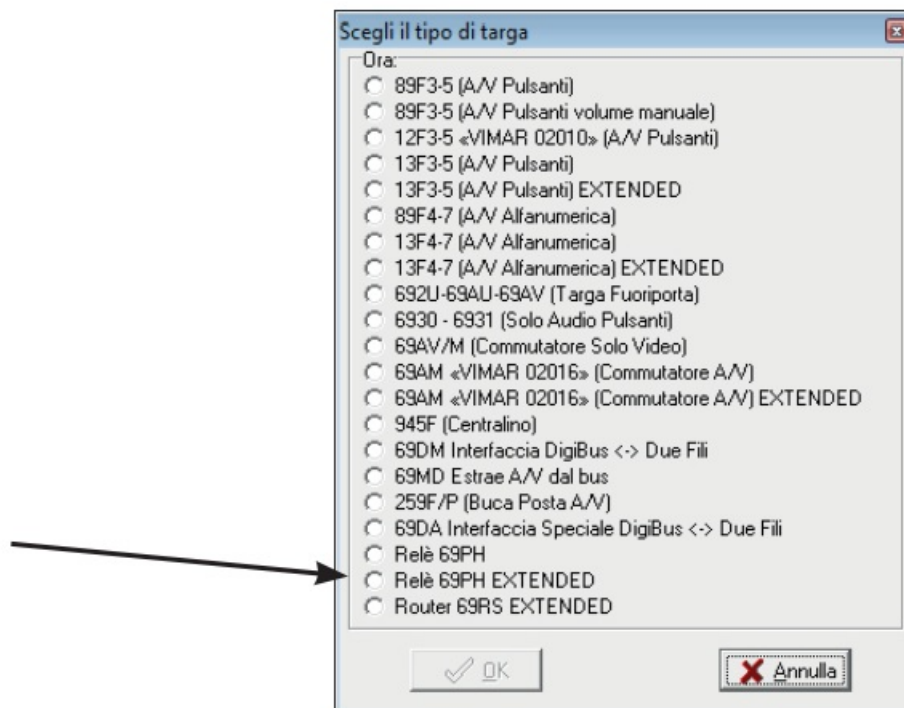 Scegli il tipo di targa
Ora:
89F3-5 (A/V Pulsanti)
89F3-5 (A/V Pulsanti volume manuale)
12F3-5 «VIMAR 02010» (A/V Pulsanti)
13F3-5 (A/V Pulsanti)
13F3-5 (A/V Pulsanti) EXTENDED
89F4-7 (A/V Alfanumerica)
13F4-7 (A/V Alfanumerica)
13F4-7 (A/V Alfanumerica) EXTENDED
692U-69AU-69AV (Targa Fuoriporta)
6930 - 6931 (Solo Audio Pulsanti)
69AV/M (Commutatore Solo Video)
69AM «VIMAR 02016» (Commutatore A/V)
69AM «VIMAR 02016» (Commutatore A/V) EXTENDED
945F (Centralino)
69DM Interfaccia DigiBus <-> Due Fili
69MD Estrae A/V dal bus
259F/P (Buca Posta A/V)
69DA Interfaccia Speciale DigiBus <-> Due Fili
Relè 69PH
Relè 69PH EXTENDED
Router 69RS EXTENDED
OK
Annulla